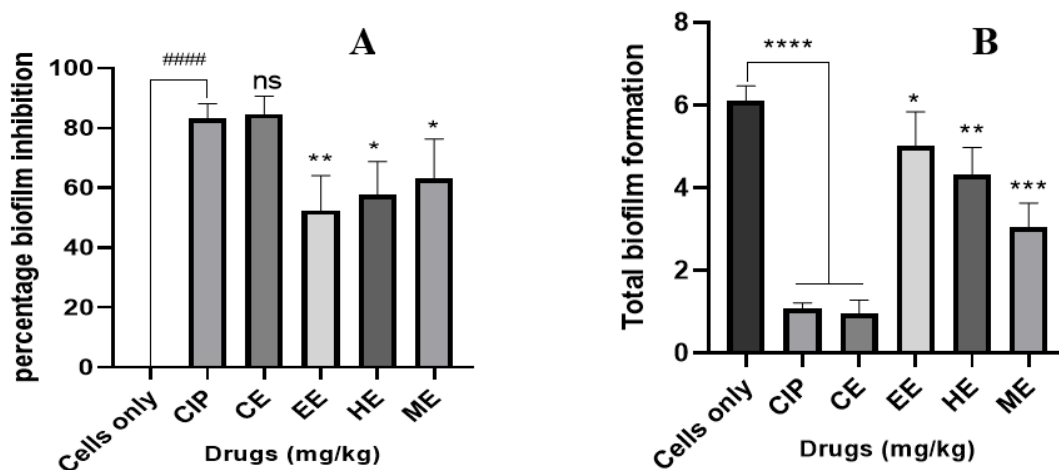 A
percentage biofilm inhibition
100
80
60
40
20
0
####
ns
**
*
*
Cells only
CIP
CE
EE
HE
ME
Drugs (mg/kg)
B
Total biofilm formation
8
6
4
2
0
****
*
**
***
Cells only
CIP
CE
EE
HE
ME
Drugs (mg/kg)